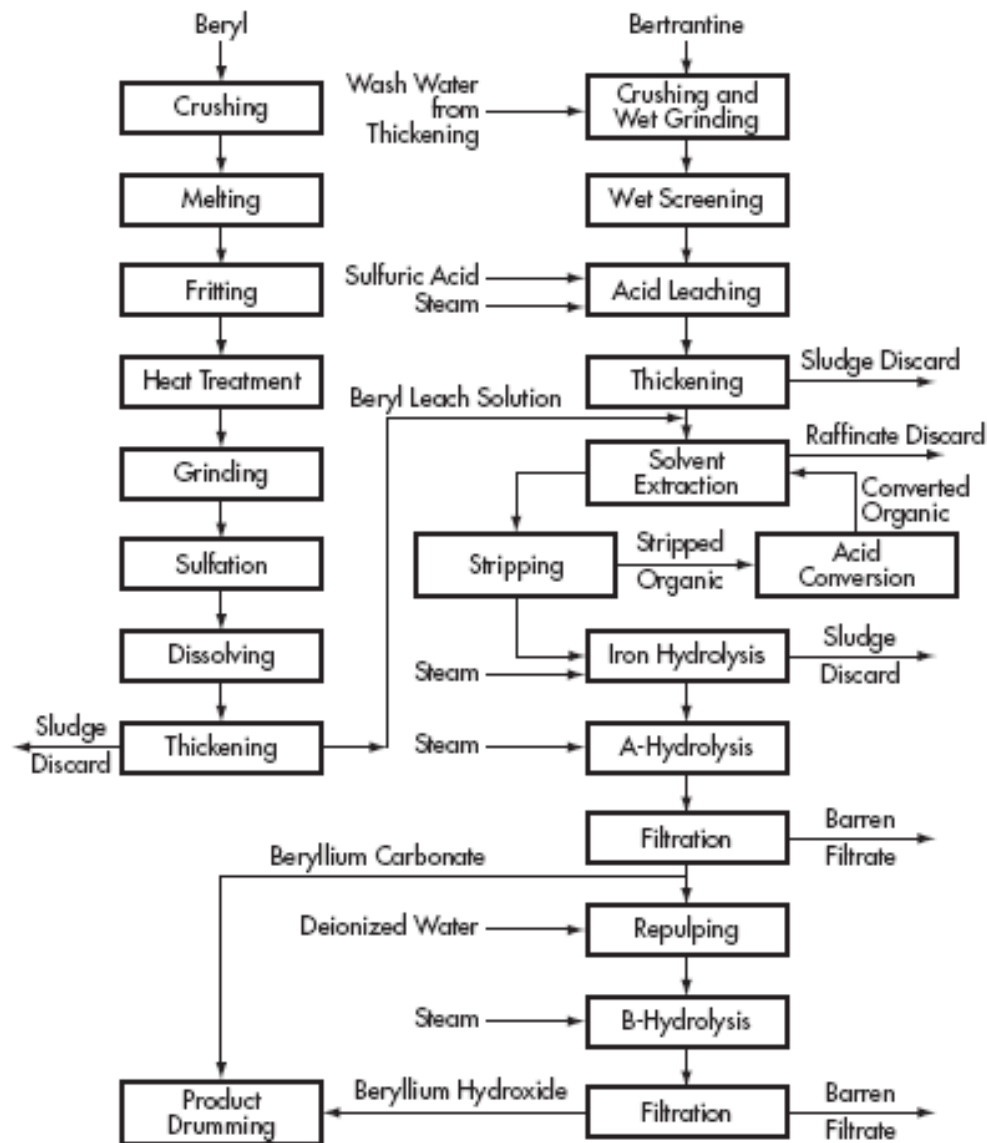 Beryl
Crushing
Melting
Fritting
Heat Treatment
Grinding
Sulfation
Dissolving
Thickening
Sludge
Discard
Bertrantine
Wash Water
from
Thickening
Crushing and
Wet Grinding
Wet Screening
Sulfuric Acid
Steam
Acid Leaching
Thickening
Sludge Discard
Beryl Leach Solution
Solvent
Extraction
Raffinate Discard
Converted
Organic
Stripping
Stripped
Organic
Acid
Conversion
Steam
Iron Hydrolysis
Sludge
Discard
Steam
A-Hydrolysis
Filtration
Barren
Filtrate
Beryllium Carbonate
Deionized Water
Repulping
Steam
B-Hydrolysis
Filtration
Barren
Filtrate
Beryllium Hydroxide
Product
Drumming